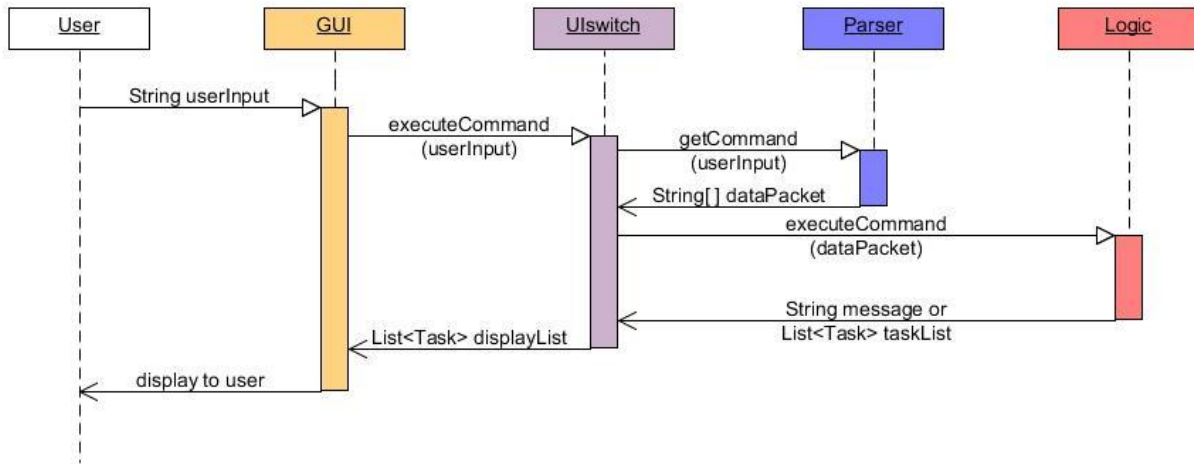 User
GUI
UIswitch
Parser
Logic
String userInput
executeCommand
(userInput)
getCommand
(userInput)
String[ ] dataPacket
executeCommand
(dataPacket)
String message or
List<Task> taskList
List<Task> displayList
display to user